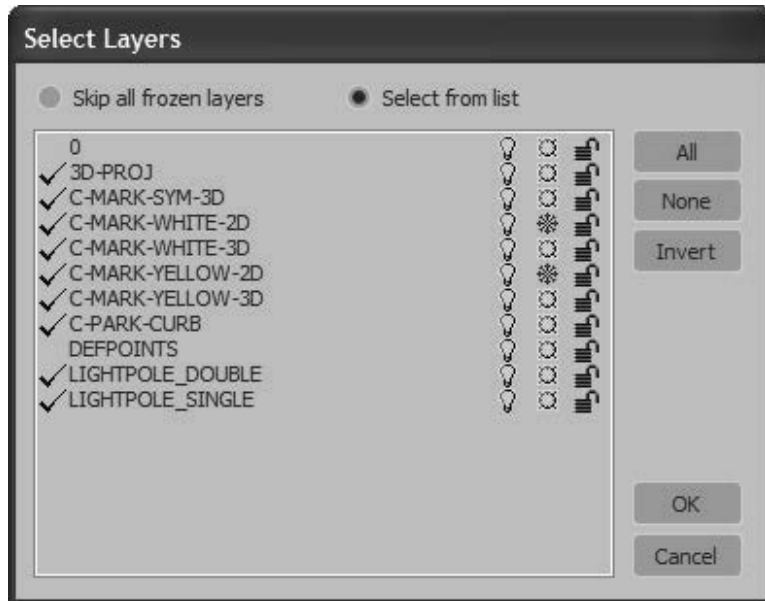 Select Layers
Skip all frozen layers
Select from list
0
3D-PROJ
C-MARK-SYM-3D
C-MARK-WHITE-2D
C-MARK-WHITE-3D
C-MARK-YELLOW-2D
C-MARK-YELLOW-3D
C-PARK-CURB
DEFPOINTS
LIGHTPOLE_DOUBLE
LIGHTPOLE_SINGLE
All
None
Invert
OK
Cancel